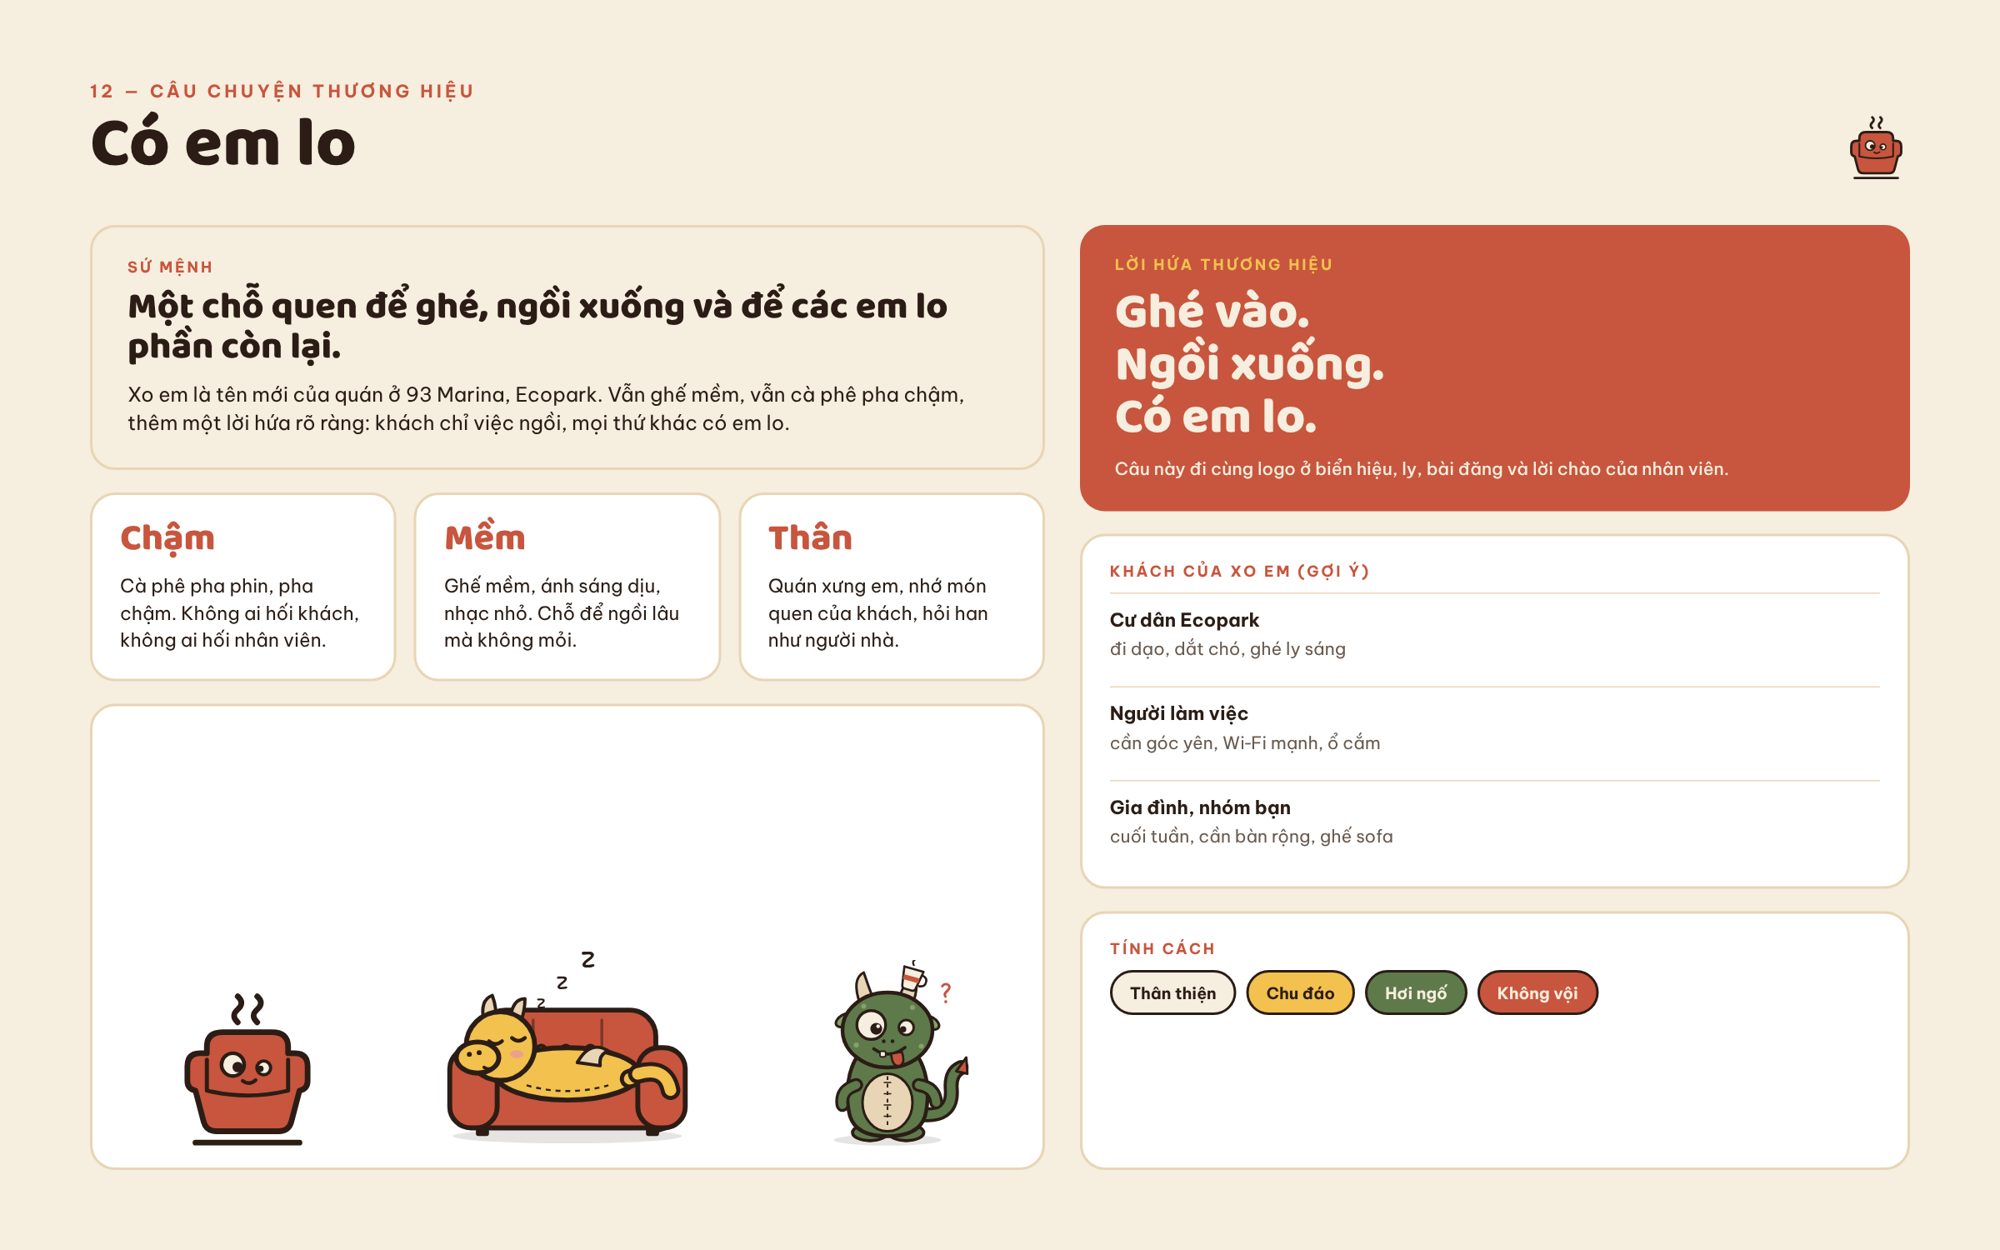 12 — CÂU CHUYỆN THƯƠNG HIỆU
Có em lo
SỨ MỆNH
Một chỗ quen để ghé, ngồi xuống và để các em lo
phần còn lại.
Xo em là tên mới của quán ở 93 Marina, Ecopark. Vẫn ghế mềm, vẫn cà phê pha chậm,
thêm một lời hứa rõ ràng: khách chỉ việc ngồi, mọi thứ khác có em lo.
Chậm
Cà phê pha phin, pha
chậm. Không ai hối khách,
không ai hối nhân viên.
Mềm
Ghế mềm, ánh sáng dịu,
nhạc nhỏ. Chỗ để ngồi lâu
mà không mỏi.
Thân
Quán xưng em, nhớ món
quen của khách, hỏi han
như người nhà.
z
z
z
?
LỜI HỨA THƯƠNG HIỆU
Ghé vào.
Ngồi xuống.
Có em lo.
Câu này đi cùng logo ở biển hiệu, ly, bài đăng và lời chào của nhân viên.
KHÁCH CỦA XO EM (GỢI Ý)
Cư dân Ecopark
đi dạo, dắt chó, ghé ly sáng
Người làm việc
cần góc yên, Wi-Fi mạnh, ổ cắm
Gia đình, nhóm bạn
cuối tuần, cần bàn rộng, ghế sofa
TÍNH CÁCH
Thân thiện
Chu đáo
Hơi ngố
Không vội